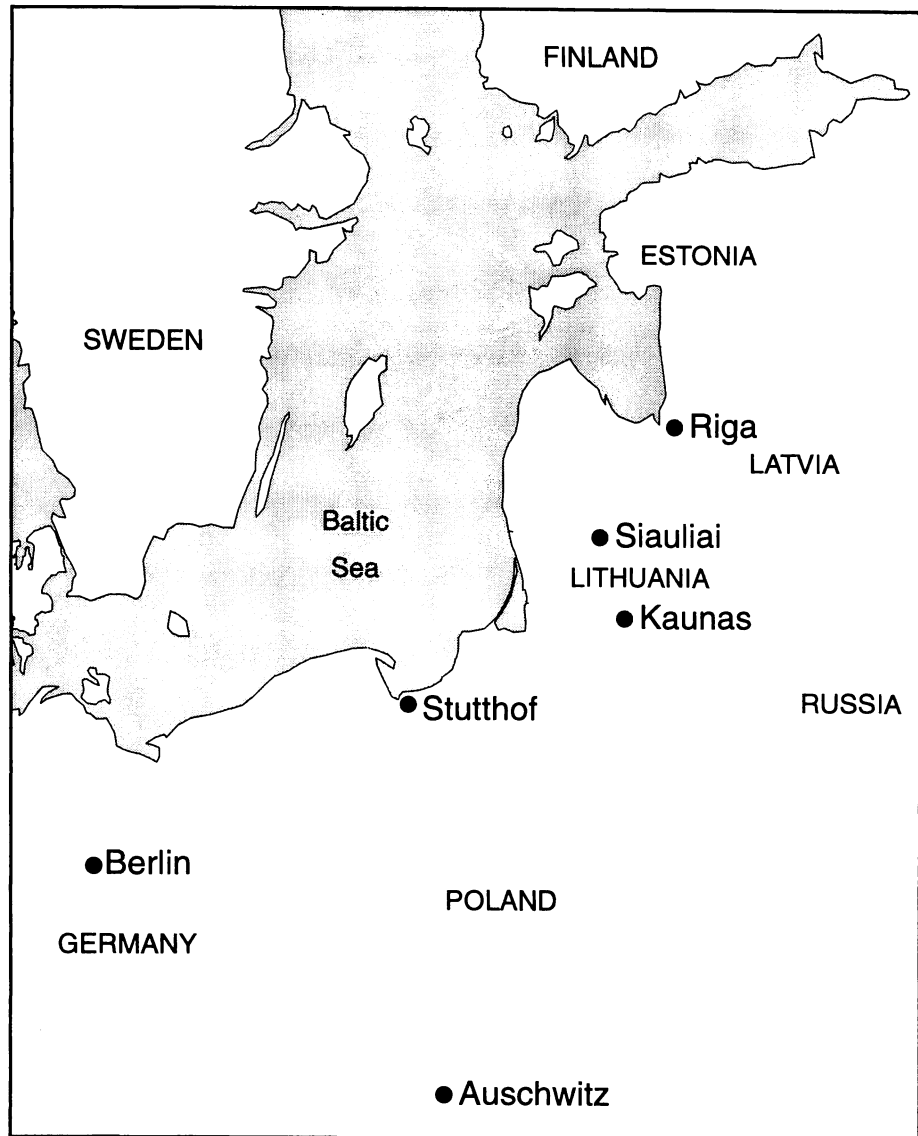 FINLAND
ESTONIA
SWEDEN
Riga
LATVIA
Baltic
Sea
Siauliai
LITHUANIA
Kaunas
Stutthof
RUSSIA
Berlin
POLAND
GERMANY
Auschwitz